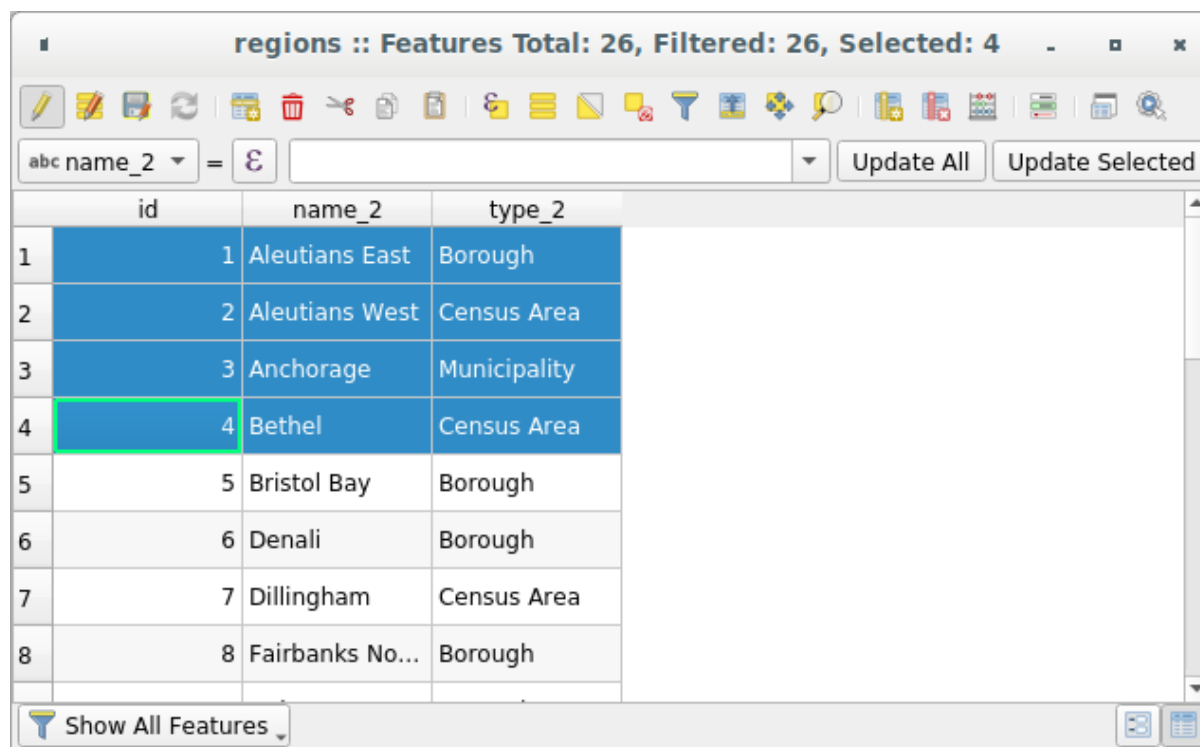 regions :: Features Total: 26, Filtered: 26, Selected: 4
abc name_2 = ε Update All Update Selected
id name_2 type_2
1 1 Aleutians East Borough
2 2 Aleutians West Census Area
3 3 Anchorage Municipality
4 4 Bethel Census Area
5 5 Bristol Bay Borough
6 6 Denali Borough
7 7 Dillingham Census Area
8 8 Fairbanks No... Borough
Show All Features